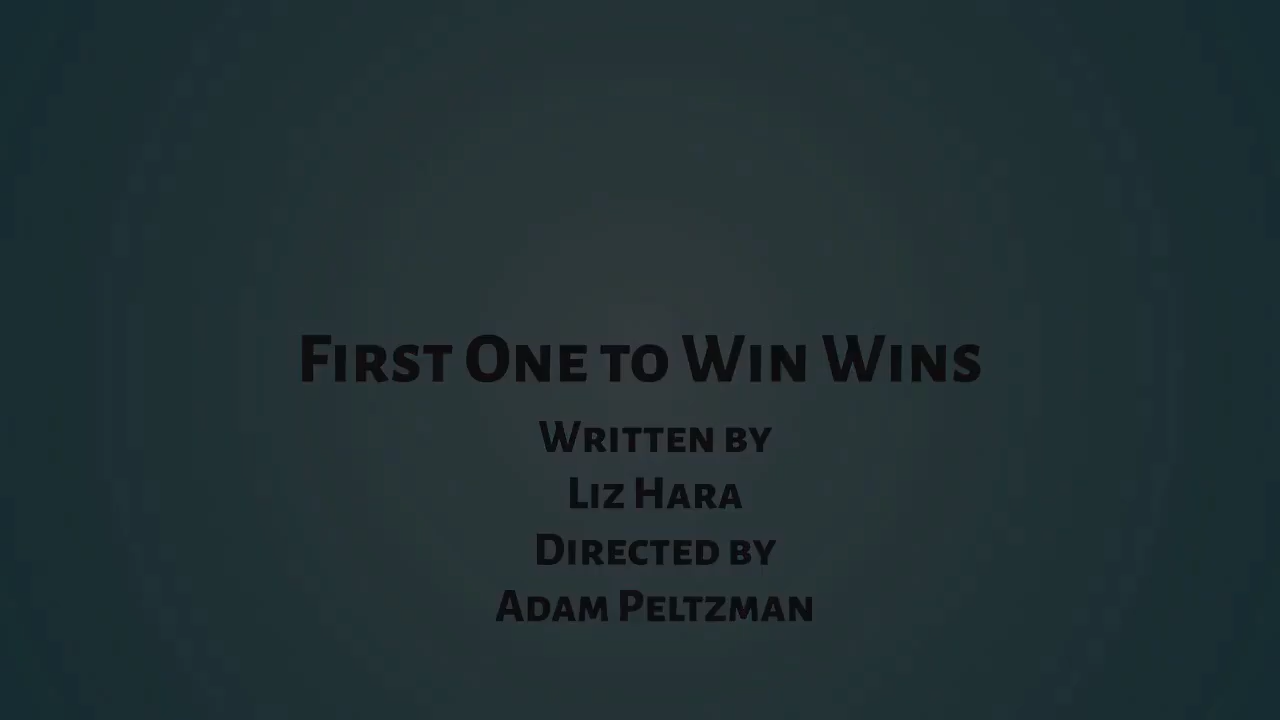 First One to Win Wins
Written by
Liz Hara
Directed by
Adam Peltzman